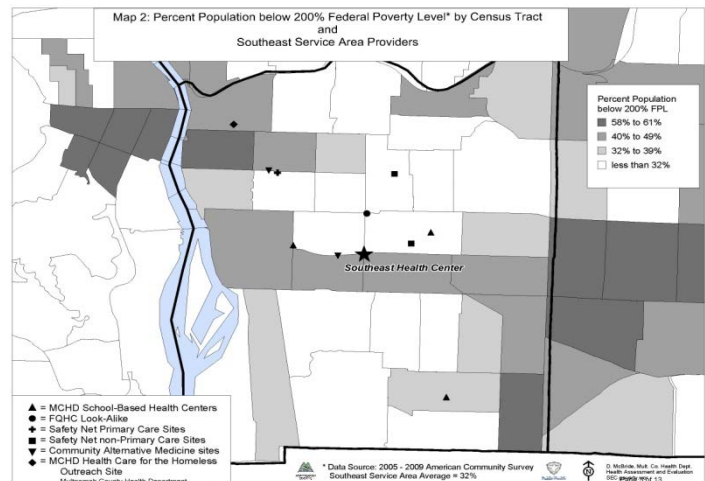 Map 2: Percent Population below 200% Federal Poverty Level* by Census Tract
and
Southeast Service Area Providers
Percent Population
below 200% FPL
58% to 61%
40% to 49%
32% to 39%
less than 32%
Southeast Health Center
= MCHD School-Based Health Centers
= FQHC Look-Alike
= Safety Net Primary Care Sites
= Safety Net non-Primary Care Sites
= Community Alternative Medicine sites
= MCHD Health Care for the Homeless
Outreach Site
Multnomah County Health Department
* Data Source: 2005 - 2009 American Community Survey
Southeast Service Area Average = 32%
D. McBride, Mult. Co. Health Dept.
Health Assessment and Evaluation